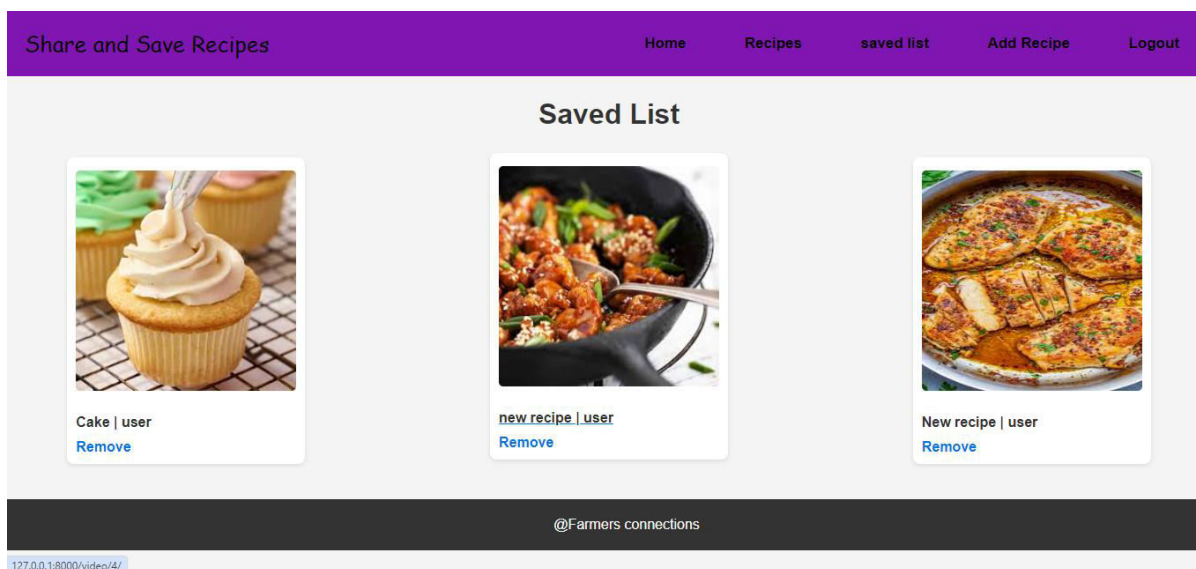 Share and Save Recipes Home Recipes saved list Add Recipe Logout
Saved List
Cake | user
Remove
new recipe | user
Remove
New recipe | user
Remove
@Farmers connections
127.0.0.1:8000/video/4/